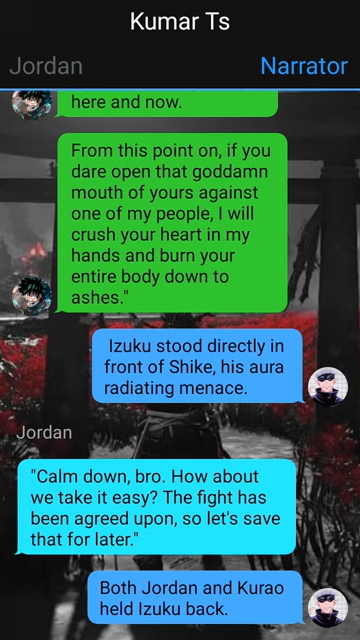 Kumar Ts
Jordan
Narrator
here and now.
From this point on, if you
dare open that goddamn
mouth of yours against
one of my people, I will
crush your heart in my
hands and burn your
entire body down to
ashes."
Izuku stood directly in
front of Shike, his aura
radiating menace.
Jordan
"Calm down, bro. How about
we take it easy? The fight has
been agreed upon, so let's save
that for later."
Both Jordan and Kurao
held Izuku back.